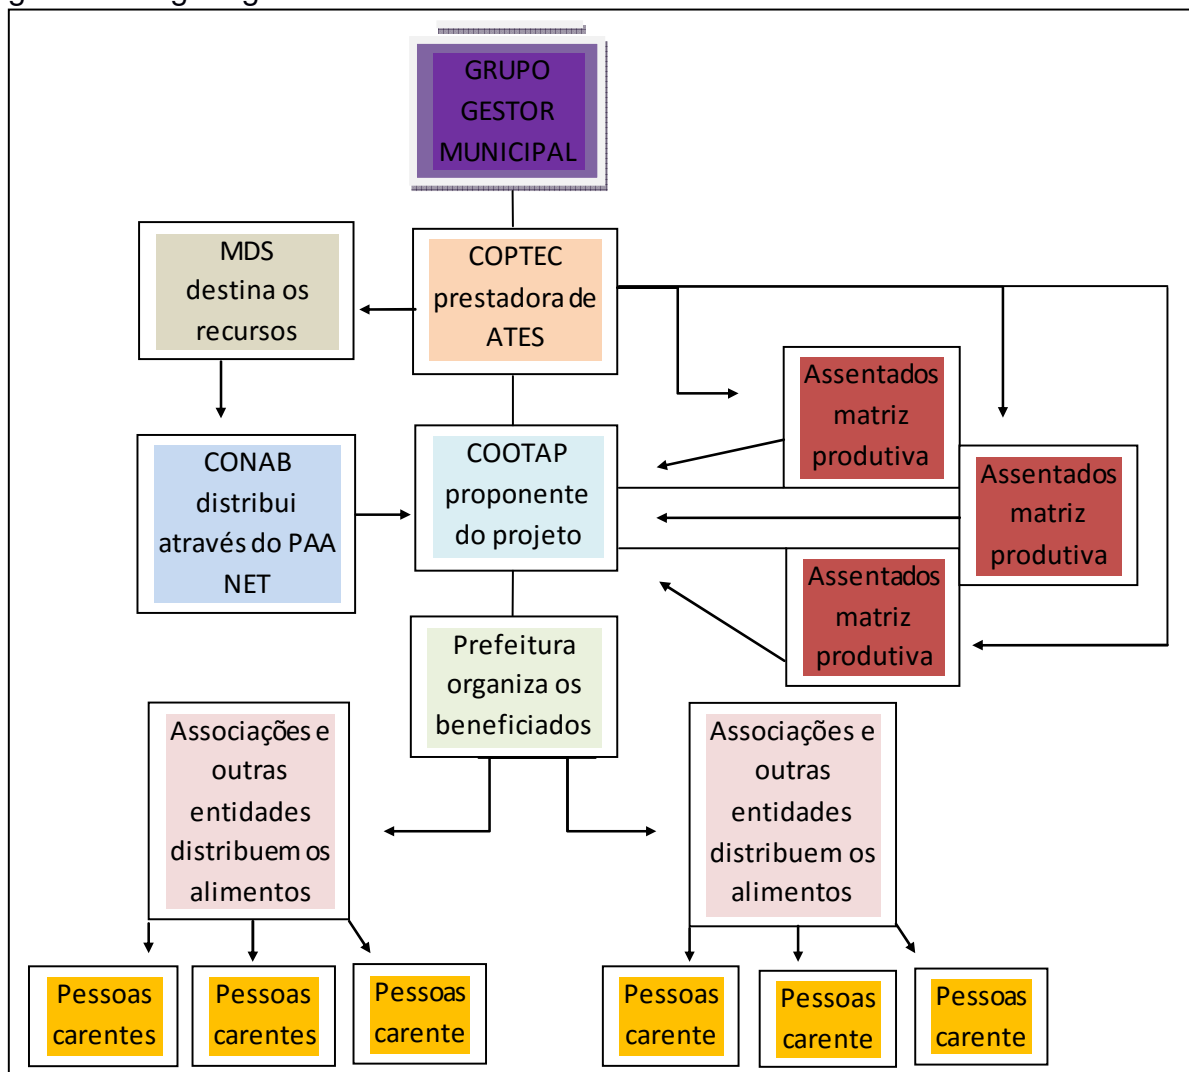 GRUPO
GESTOR
MUNICIPAL
MDS
destina os
recursos
COPTEC
prestadora de
ATES
Assentados
matriz
produtiva
CONAB
distribui
através do PAA
NET
COOTAP
proponente
do projeto
Assentados
matriz
produtiva
Assentados
matriz
produtiva
Prefeitura
organiza os
beneficiados
Associações e
outras
entidades
distribuem os
alimentos
Associações e
outras
entidades
distribuem os
alimentos
Pessoas
carentes
Pessoas
carentes
Pessoas
carente
Pessoas
carente
Pessoas
carente
Pessoas
carente